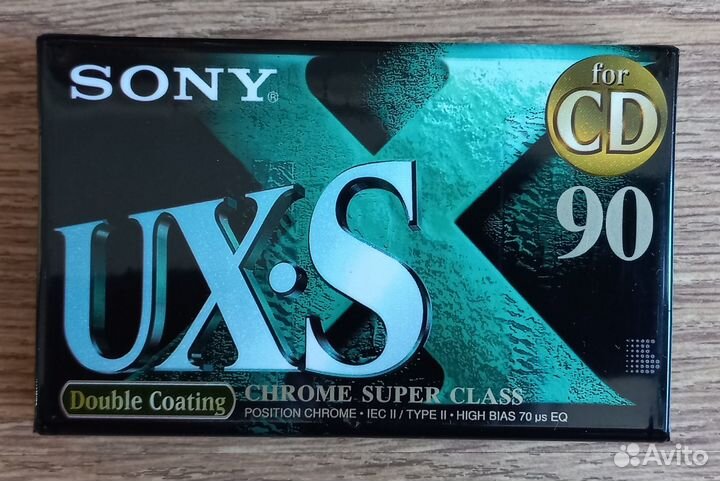 SONY®
for
CD
90
UX·S
Double Coating
CHROME SUPER CLASS
POSITION CHROME · IEC II / TYPE II · HIGH BIAS 70 µs EQ
Avito